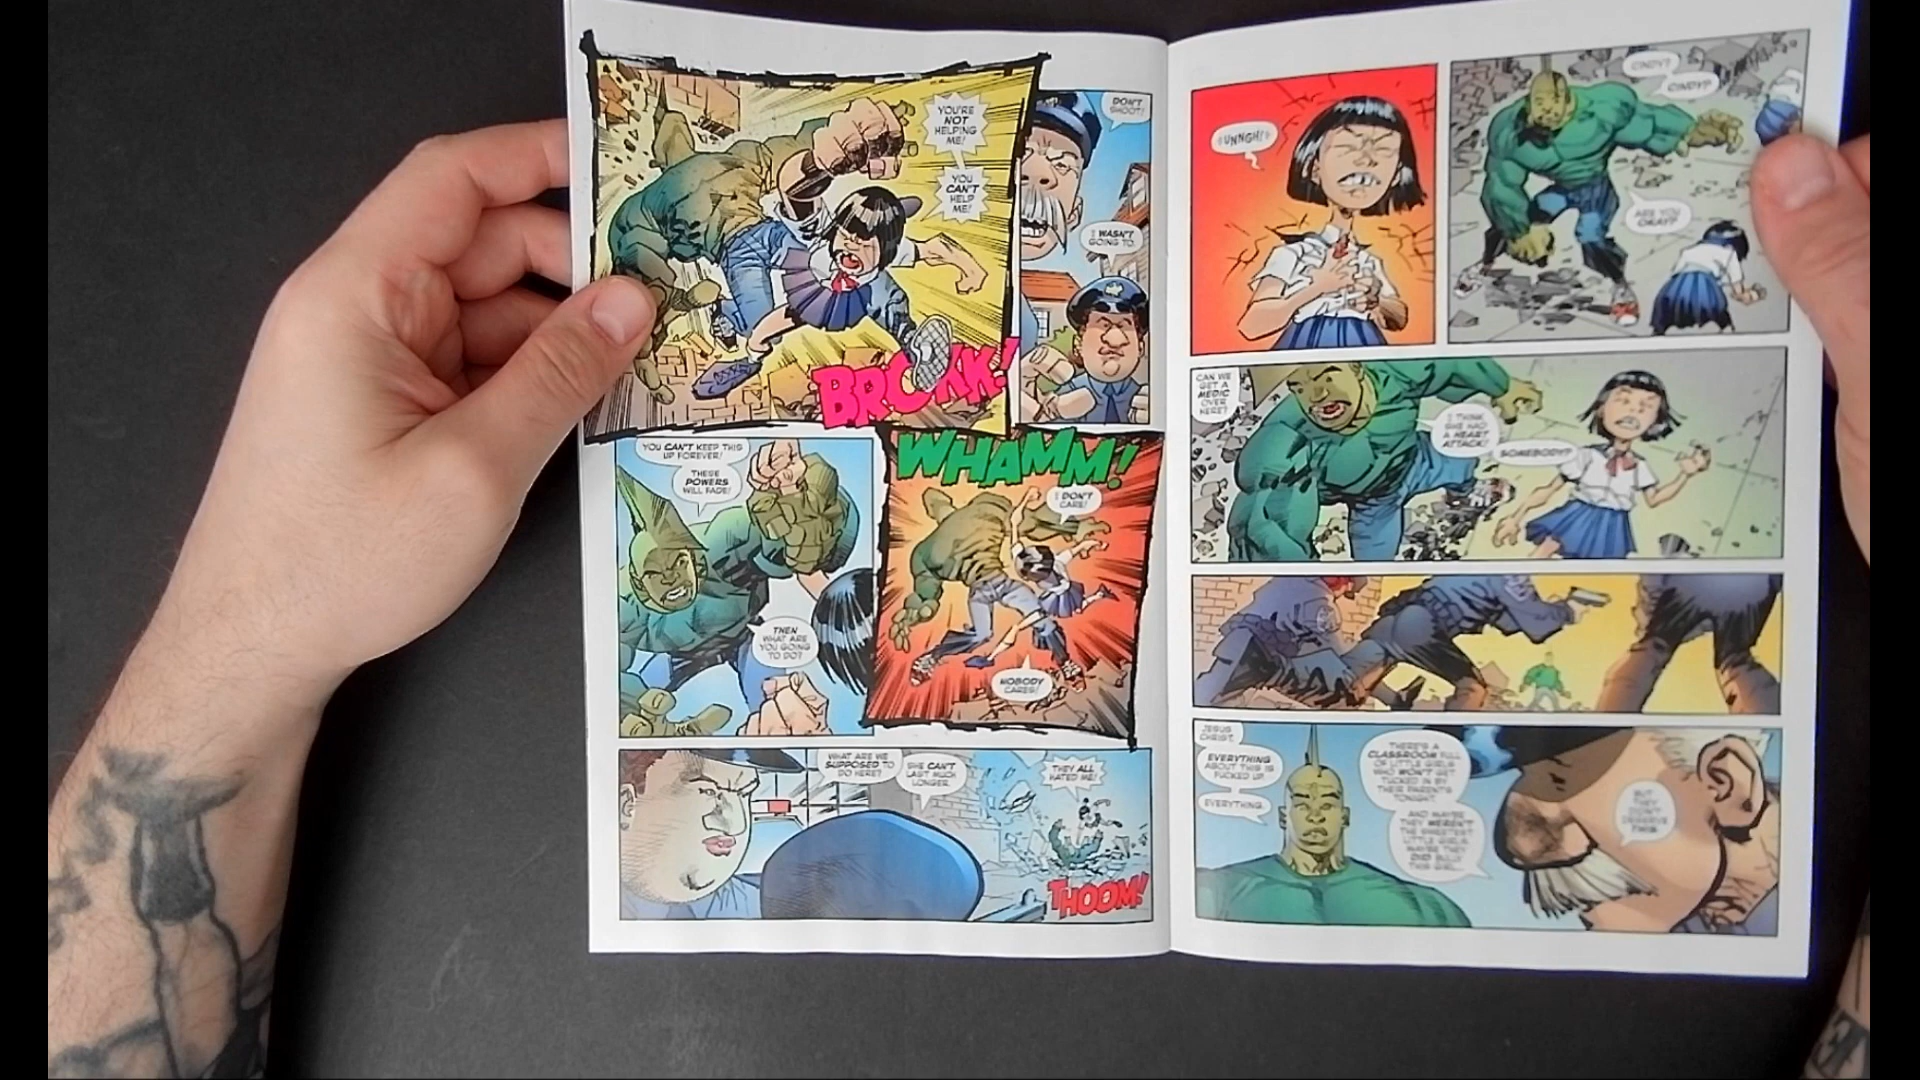 YOU'RE
NOT
HELPING
ME!
YOU
CAN'T
HELP
ME!
BROKK!
DON'T
SHOOT!
I WASN'T
GOING TO.
YOU CAN'T KEEP THIS
UP FOREVER!
THESE
POWERS
WILL FADE!
THEN
WHAT ARE
YOU GOING
TO DO?
WHAMM!
I DON'T
CARE!
NOBODY
CARES!
WHAT ARE WE
SUPPOSED TO
DO HERE?
SHE CAN'T
LAST MUCH
LONGER.
THEY ALL
HATED ME!
THOOM!
UNNGH!
CINDY?
CINDY?
ARE YOU
OKAY?
CAN WE
GET A
MEDIC
OVER
HERE?
I THINK
SHE HAD
A HEART
ATTACK!
SOMEBODY?
JESUS
CHRIST.
EVERYTHING
ABOUT THIS IS
FUCKED UP.
EVERYTHING.
THERE'S A
CLASSROOM FULL
OF LITTLE GIRLS
WHO WON'T GET
TUCKED IN BY
THEIR PARENTS
TONIGHT.
AND MAYBE
THEY WEREN'T
THE SWEETEST
LITTLE GIRLS.
MAYBE THEY
DID BULLY
THIS GIRL.
BUT
THEY
DIDN'T
DESERVE
THIS.